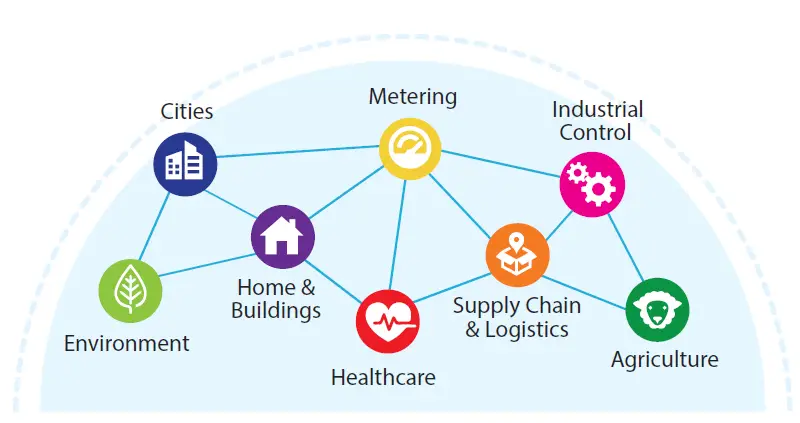 Cities
Metering
Industrial
Control
Home &
Buildings
Supply Chain
& Logistics
Environment
Healthcare
Agriculture